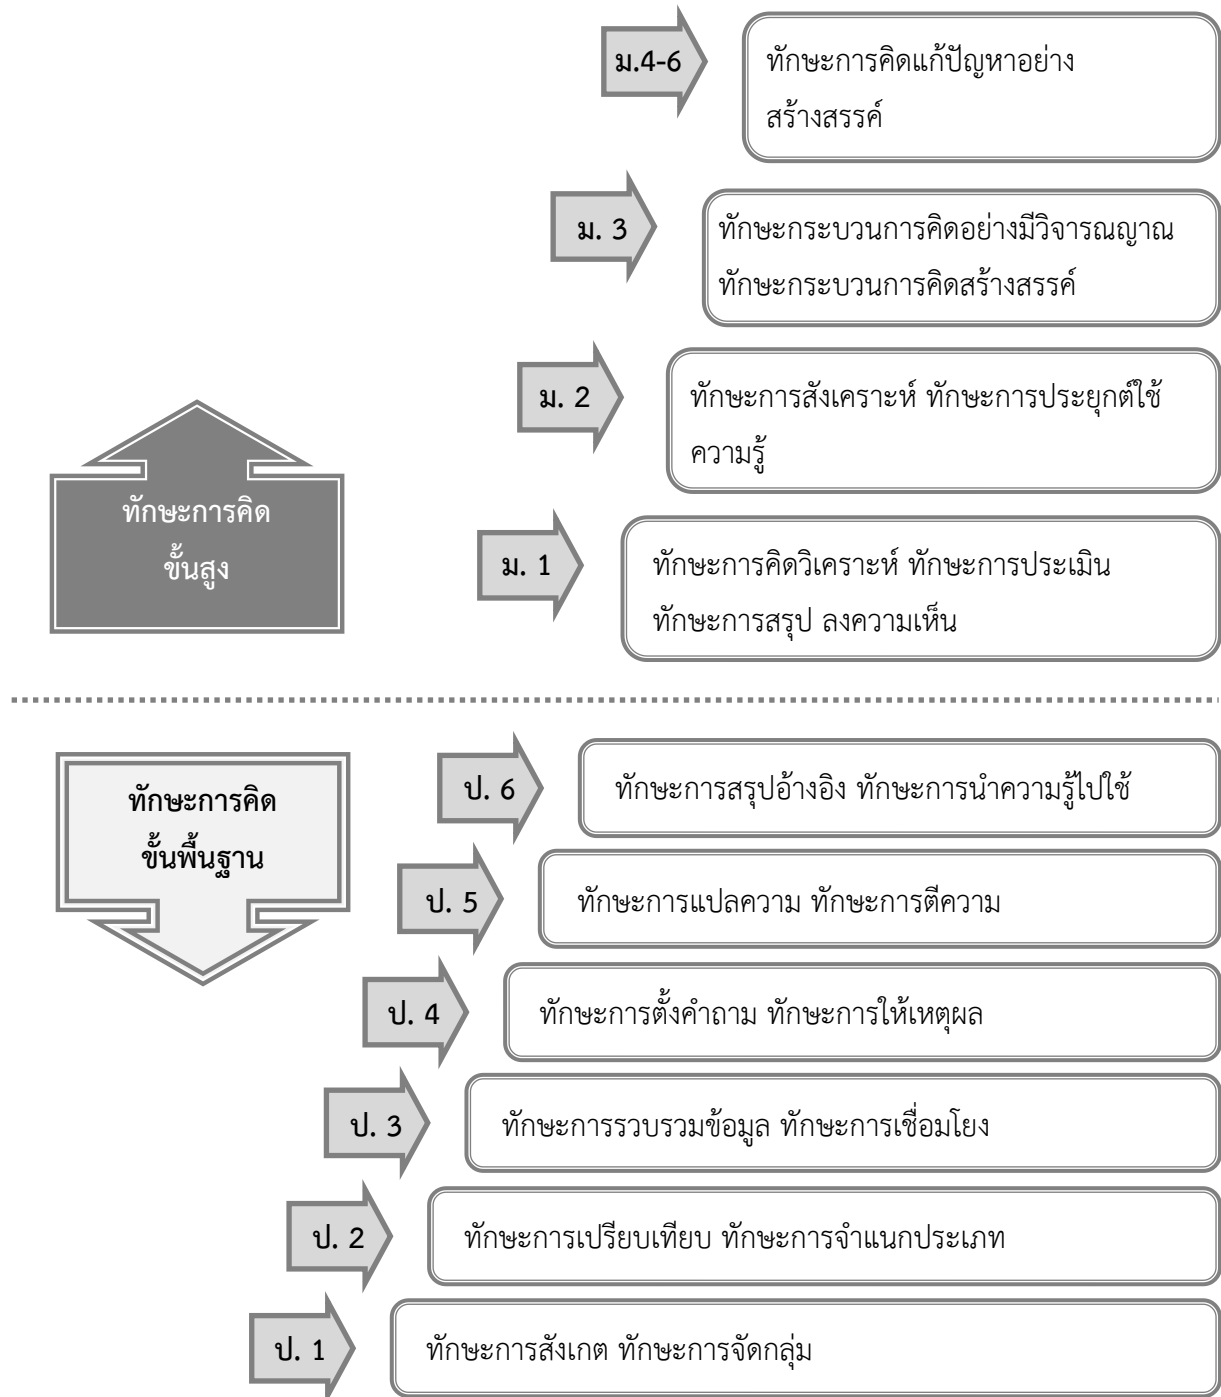 ม.4-6
ทักษะการคิดแก้ปัญหาอย่าง
สร้างสรรค์
ม. 3
ทักษะกระบวนการคิดอย่างมีวิจารณญาณ
ทักษะกระบวนการคิดสร้างสรรค์
ม. 2
ทักษะการสังเคราะห์ ทักษะการประยุกต์ใช้
ความรู้
ทักษะการคิด
ขั้นสูง
ม. 1
ทักษะการคิดวิเคราะห์ ทักษะการประเมิน
ทักษะการสรุป ลงความเห็น
ทักษะการคิด
ขั้นพื้นฐาน
ป. 6
ทักษะการสรุปอ้างอิง ทักษะการนำความรู้ไปใช้
ป. 5
ทักษะการแปลความ ทักษะการตีความ
ป. 4
ทักษะการตั้งคำถาม ทักษะการให้เหตุผล
ป. 3
ทักษะการรวบรวมข้อมูล ทักษะการเชื่อมโยง
ป. 2
ทักษะการเปรียบเทียบ ทักษะการจำแนกประเภท
ป. 1
ทักษะการสังเกต ทักษะการจัดกลุ่ม